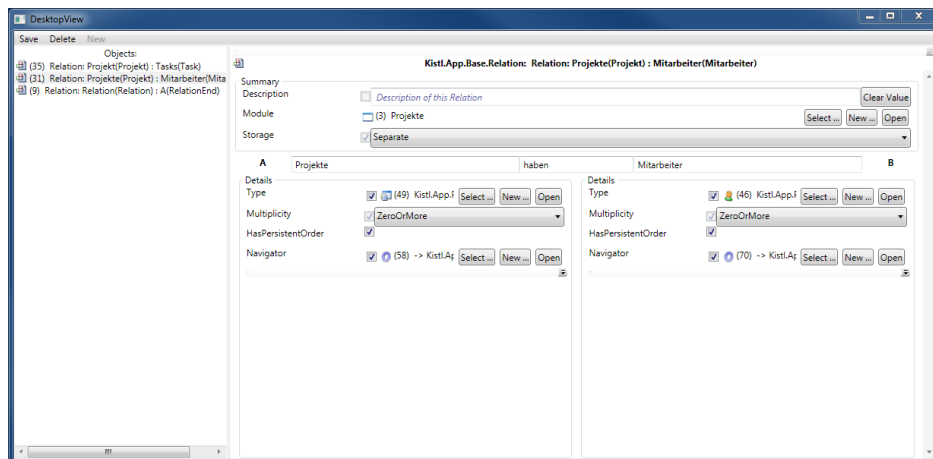 DesktopView
Save Delete New
Objects:
(35) Relation: Projekt(Projekt) : Tasks(Task)
(31) Relation: Projekte(Projekt) : Mitarbeiter(Mita
(9) Relation: Relation(Relation) : A(RelationEnd)
Kistl.App.Base.Relation: Relation: Projekte(Projekt) : Mitarbeiter(Mitarbeiter)
Summary
Description Description of this Relation Clear Value
Module (3) Projekte Select ... New ... Open
Storage Separate
A Projekte haben Mitarbeiter B
Details Details
Type (49) Kistl.App.F Select ... New ... Open Type (46) Kistl.App.F Select ... New ... Open
Multiplicity ZeroOrMore Multiplicity ZeroOrMore
HasPersistentOrder HasPersistentOrder
Navigator (58) -> Kistl.Ap Select ... New ... Open Navigator (70) -> Kistl.Ap Select ... New ... Open